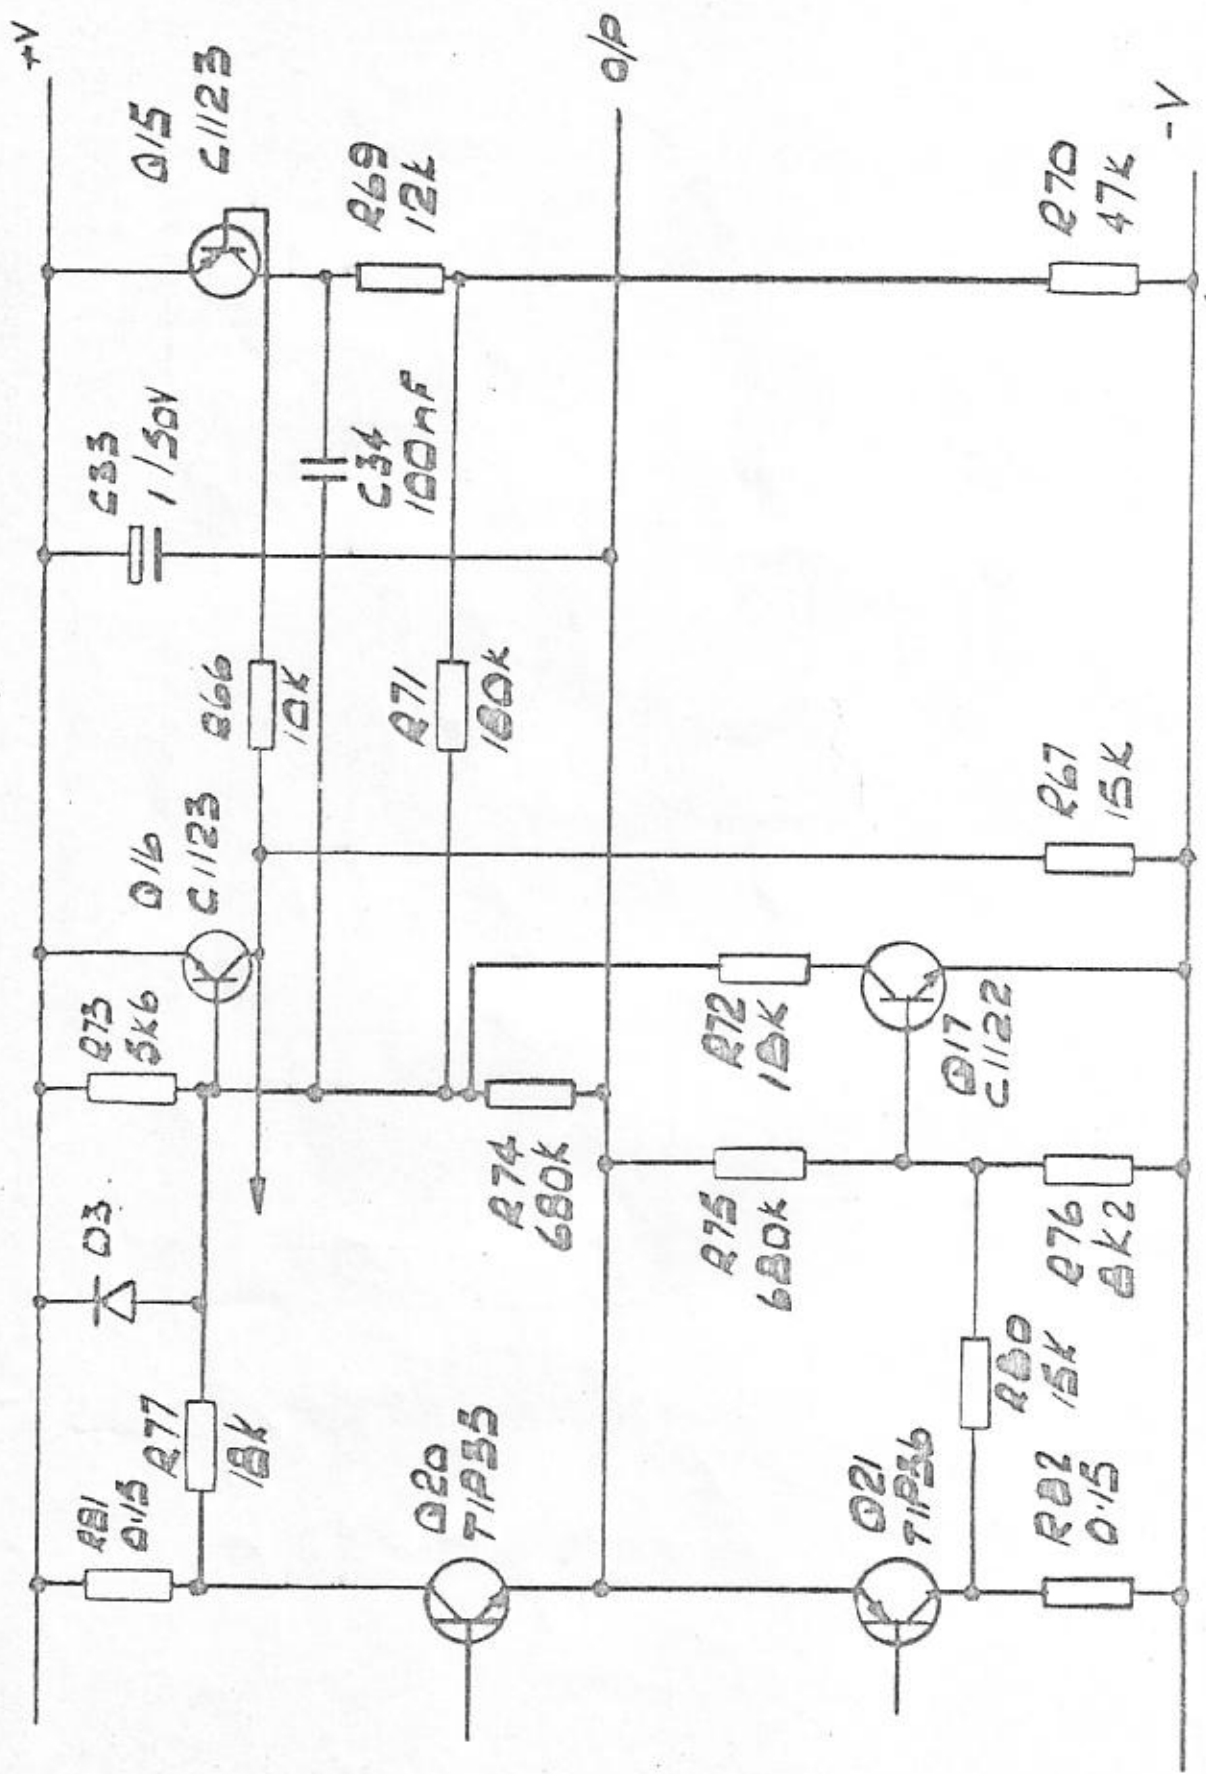 +V
O/P
-V
Q15
C1123
R69
12K
R70
47K
C33
1/50V
C34
100nF
R66
10K
R71
180K
Q16
C1123
R67
15K
R73
5K6
R72
18K
Q17
C1122
D3
R74
680K
R75
680K
R76
8K2
R77
18K
R81
0.15
Q20
TIP35
R80
15K
Q21
TIP36
R82
0.15